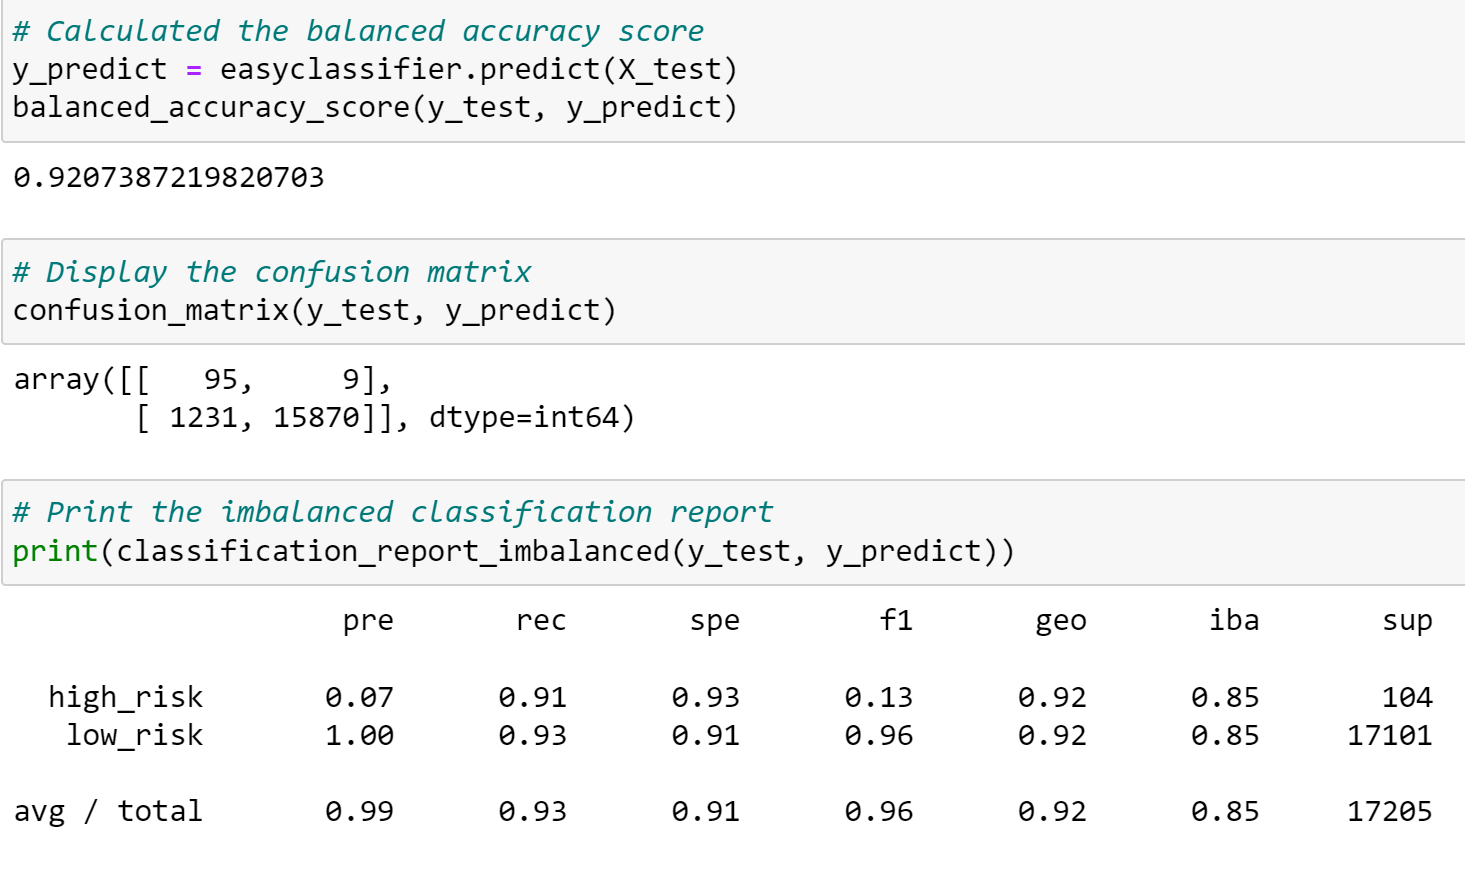 # Calculated the balanced accuracy score
y_predict = easyclassifier.predict(X_test)
balanced_accuracy_score(y_test, y_predict)
0.9207387219820703
# Display the confusion matrix
confusion_matrix(y_test, y_predict)
array([[   95,     9],
       [ 1231, 15870]], dtype=int64)
# Print the imbalanced classification report
print(classification_report_imbalanced(y_test, y_predict))
                   pre       rec       spe        f1       geo       iba       sup
  high_risk       0.07      0.91      0.93      0.13      0.92      0.85       104
   low_risk       1.00      0.93      0.91      0.96      0.92      0.85     17101
avg / total       0.99      0.93      0.91      0.96      0.92      0.85     17205